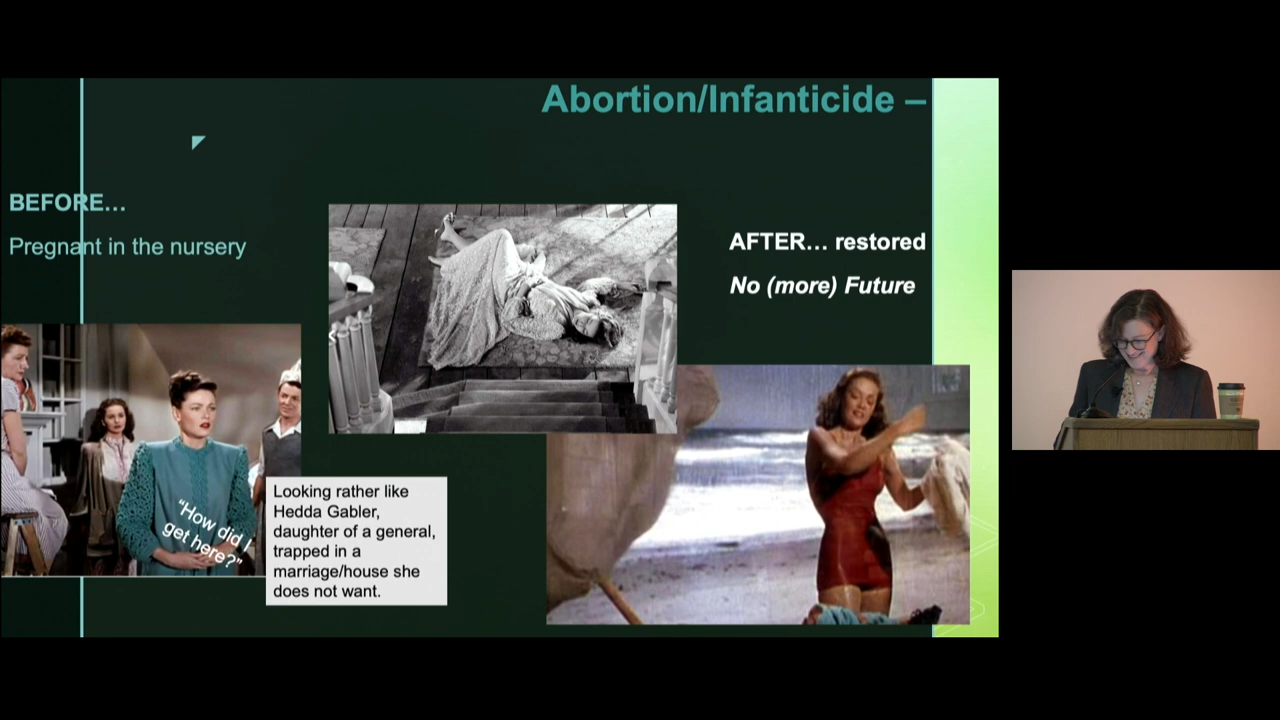 Abortion/Infanticide –
BEFORE…
Pregnant in the nursery
AFTER… restored
No (more) Future
"How did I
get here?"
Looking rather like
Hedda Gabler,
daughter of a general,
trapped in a
marriage/house she
does not want.